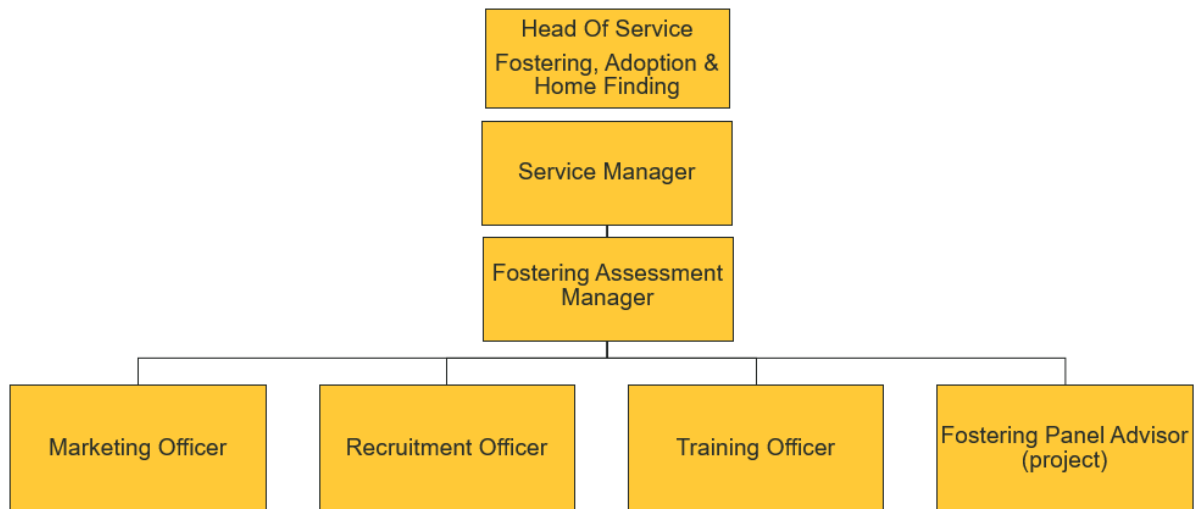 Head Of Service
Fostering, Adoption &
Home Finding
Service Manager
Fostering Assessment
Manager
Marketing Officer
Recruitment Officer
Training Officer
Fostering Panel Advisor
(project)